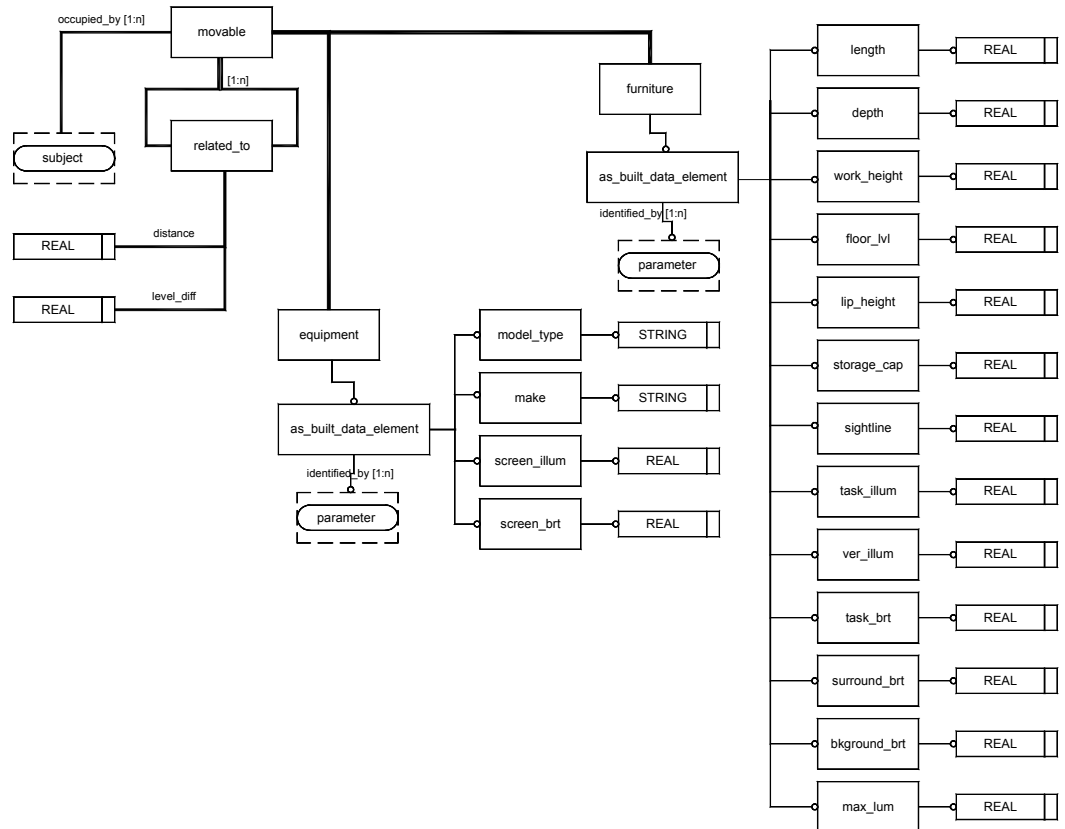 occupied_by [1:n]
movable
[1:n]
related_to
subject
REAL
distance
REAL
level_diff
furniture
as_built_data_element
identified_by [1:n]
parameter
equipment
as_built_data_element
identified_by [1:n]
parameter
model_type
STRING
make
STRING
screen_illum
REAL
screen_brt
REAL
length
REAL
depth
REAL
work_height
REAL
floor_lvl
REAL
lip_height
REAL
storage_cap
REAL
sightline
REAL
task_illum
REAL
ver_illum
REAL
task_brt
REAL
surround_brt
REAL
bkground_brt
REAL
max_lum
REAL